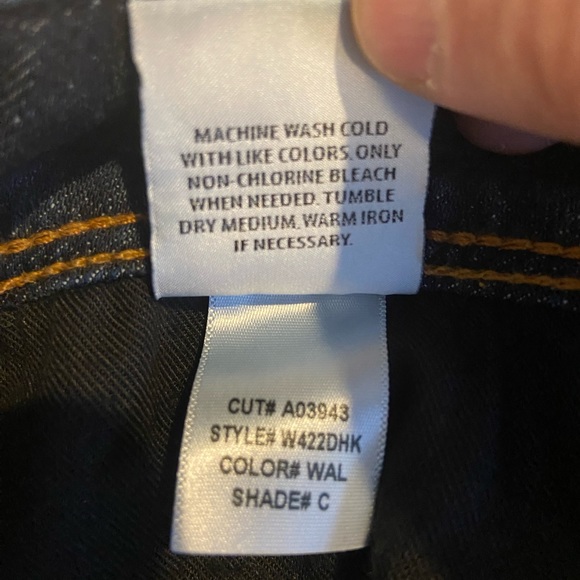 MACHINE WASH COLD
WITH LIKE COLORS. ONLY
NON-CHLORINE BLEACH
WHEN NEEDED. TUMBLE
DRY MEDIUM. WARM IRON
IF NECESSARY.
CUT# A03943
STYLE# W422DHK
COLOR# WAL
SHADE# C